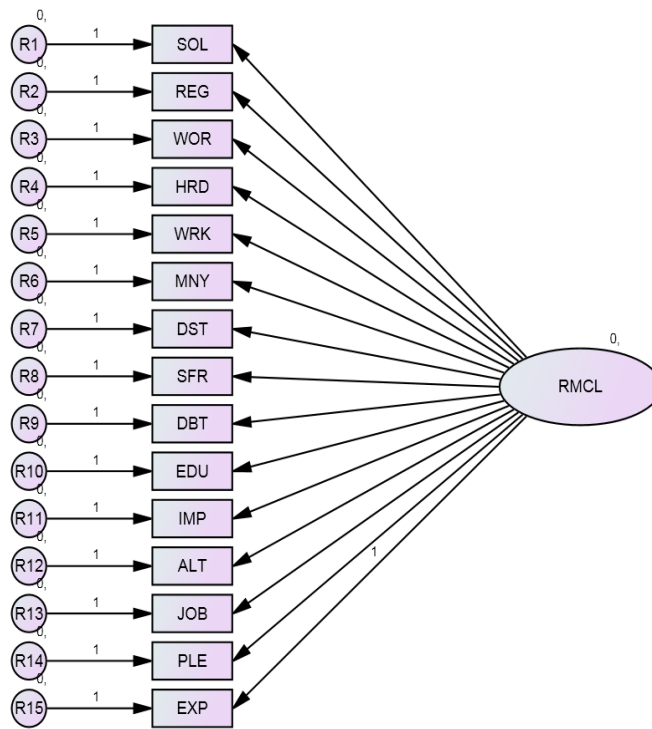 0,
R1 1 SOL
0,
R2 1 REG
0,
R3 1 WOR
0,
R4 1 HRD
0,
R5 1 WRK
0,
R6 1 MNY
0,
R7 1 DST
0,
0,
R8 1 SFR
RMCL
0,
R9 1 DBT
0,
R10 1 EDU
0,
R11 1 IMP
1
0,
R12 1 ALT
0,
R13 1 JOB
0,
R14 1 PLE
0,
R15 1 EXP